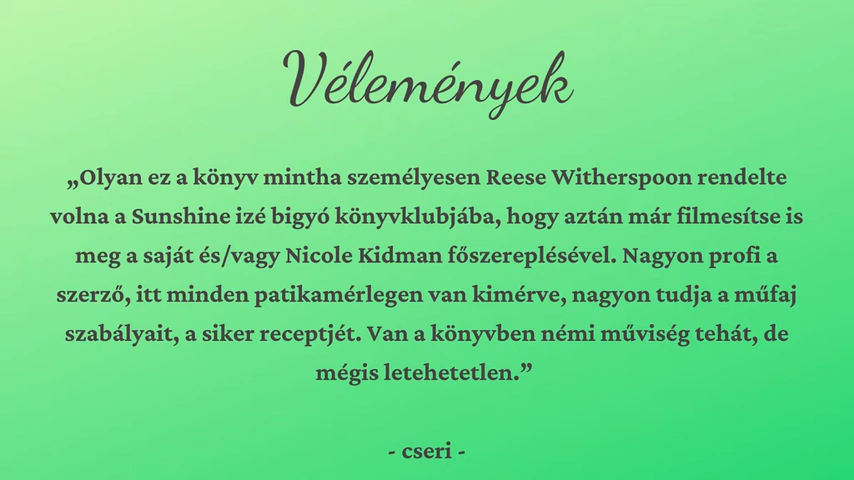 Vélemények
„Olyan ez a könyv mintha személyesen Reese Witherspoon rendelte
volna a Sunshine izé bigyó könyvklubjába, hogy aztán már filmesítse is
meg a saját és/vagy Nicole Kidman főszereplésével. Nagyon profi a
szerző, itt minden patikamérlegen van kimérve, nagyon tudja a műfaj
szabályait, a siker receptjét. Van a könyvben némi műviség tehát, de
mégis letehetetlen.”
- cseri -